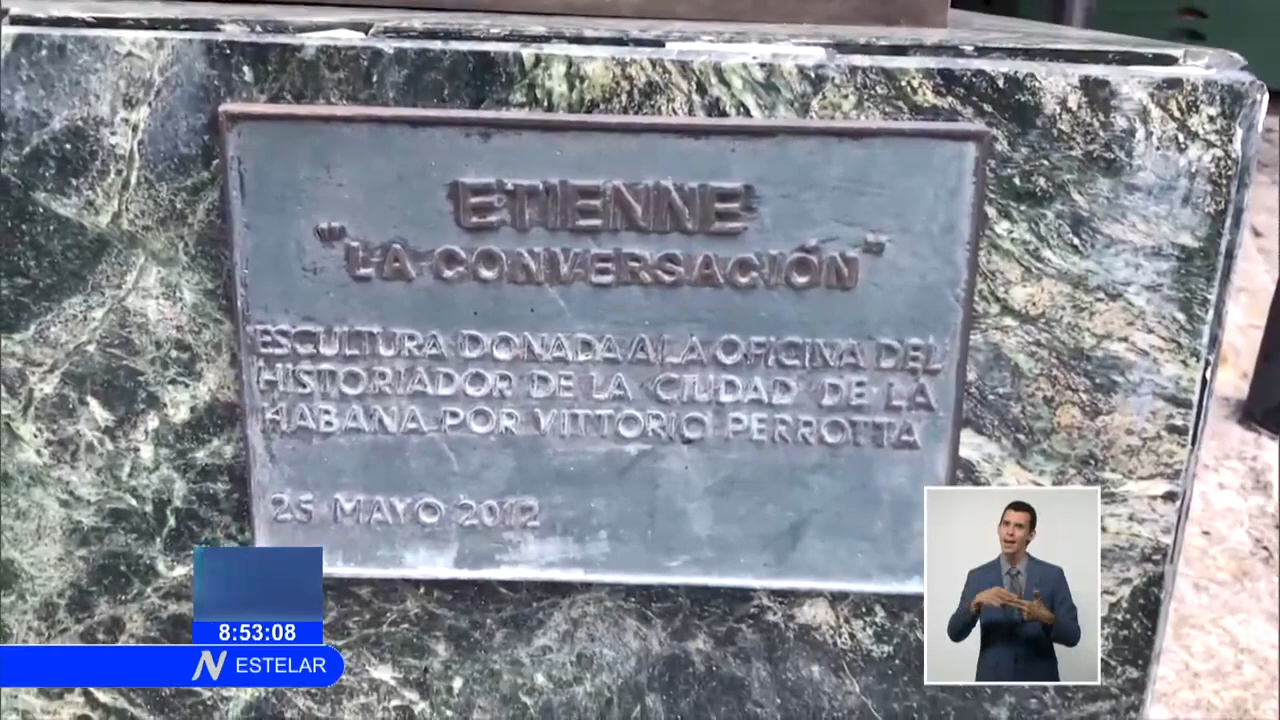 ETIENNE
"LA CONVERSACIÓN"
ESCULTURA DONADA A LA OFICINA DEL
HISTORIADOR DE LA CIUDAD DE LA
HABANA POR VITTORIO PERROTTA
25 MAYO 2012
8:53:08
N ESTELAR